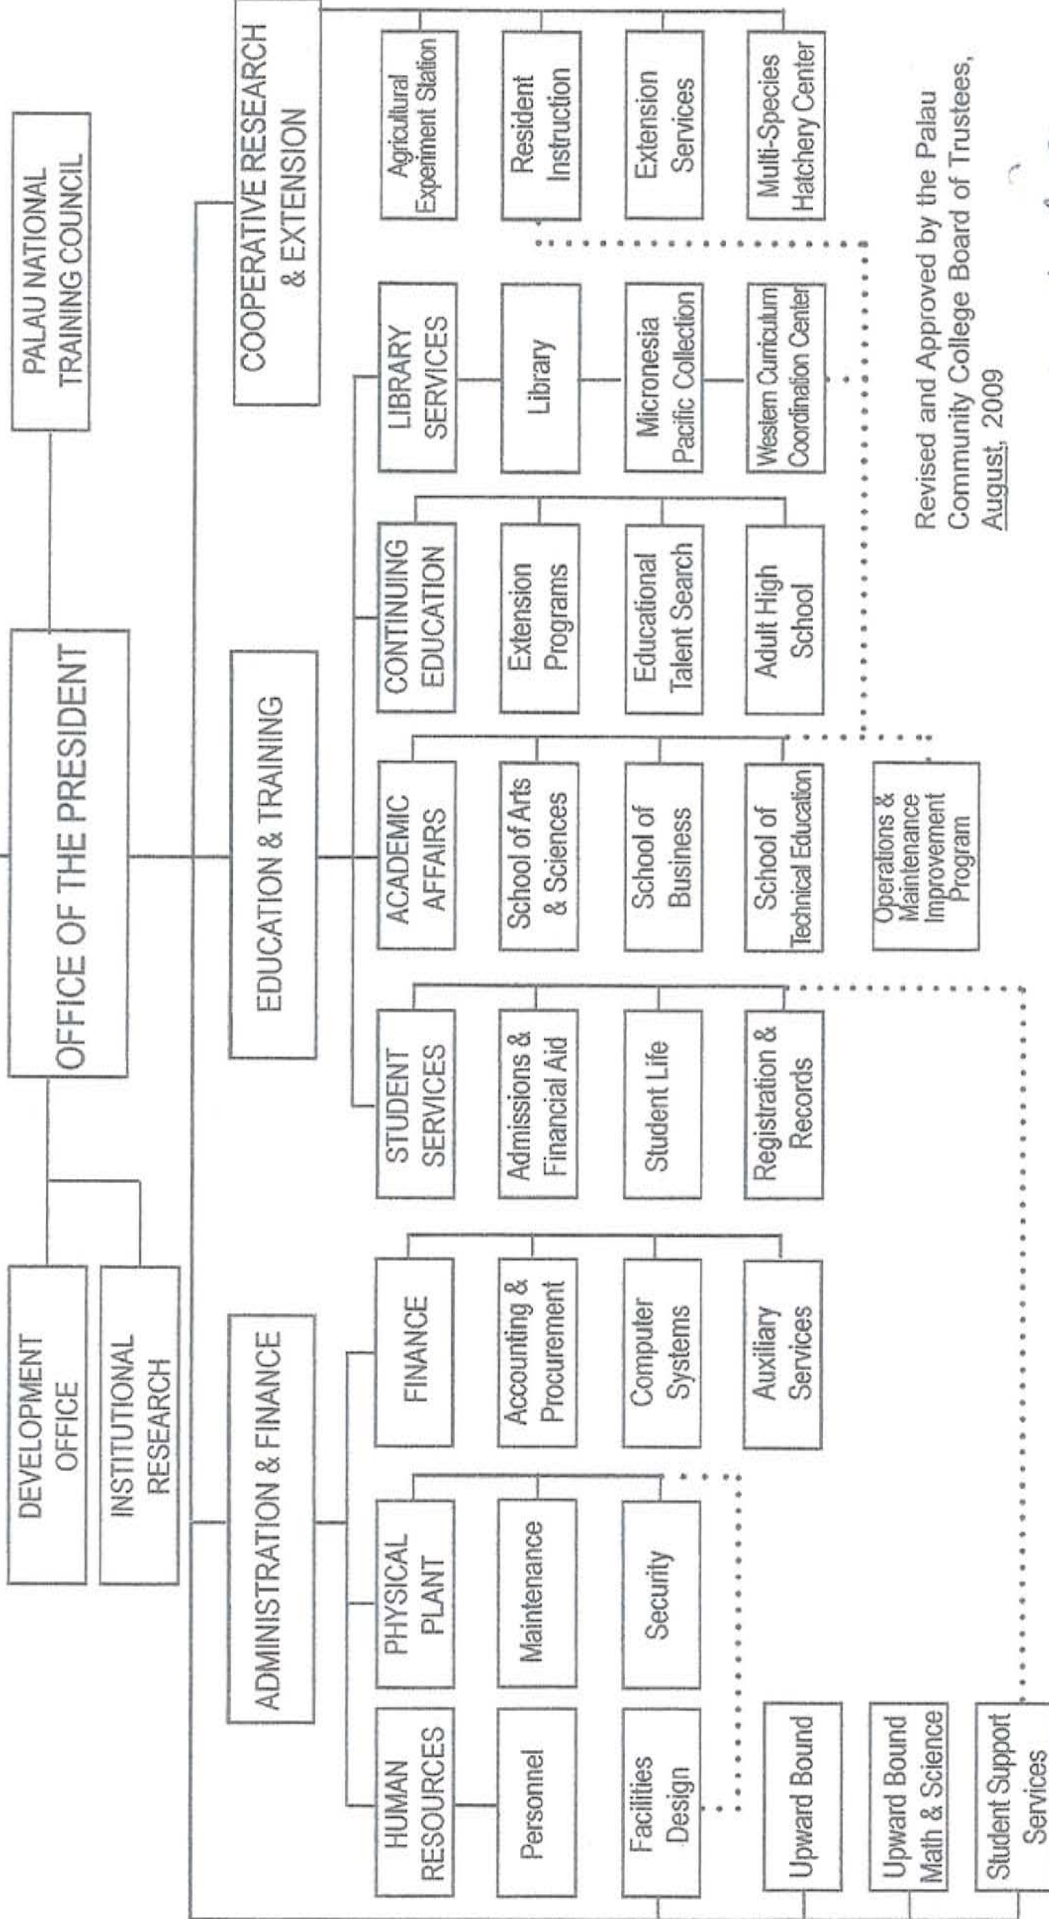 OFFICE OF THE PRESIDENT
DEVELOPMENT
OFFICE
INSTITUTIONAL
RESEARCH
PALAU NATIONAL
TRAINING COUNCIL
ADMINISTRATION & FINANCE
EDUCATION & TRAINING
COOPERATIVE RESEARCH
& EXTENSION
HUMAN
RESOURCES
Personnel
Facilities
Design
Upward Bound
Upward Bound
Math & Science
Student Support
Services
PHYSICAL
PLANT
Maintenance
Security
FINANCE
Accounting &
Procurement
Computer
Systems
Auxiliary
Services
STUDENT
SERVICES
Admissions &
Financial Aid
Student Life
Registration &
Records
ACADEMIC
AFFAIRS
School of Arts
& Sciences
School of
Business
School of
Technical Education
Operations &
Maintenance
Improvement
Program
CONTINUING
EDUCATION
Extension
Programs
Educational
Talent Search
Adult High
School
LIBRARY
SERVICES
Library
Micronesia
Pacific Collection
Western Curriculum
Coordination Center
Agricultural
Experiment Station
Resident
Instruction
Extension
Services
Multi-Species
Hatchery Center
Revised and Approved by the Palau
Community College Board of Trustees,
August, 2009